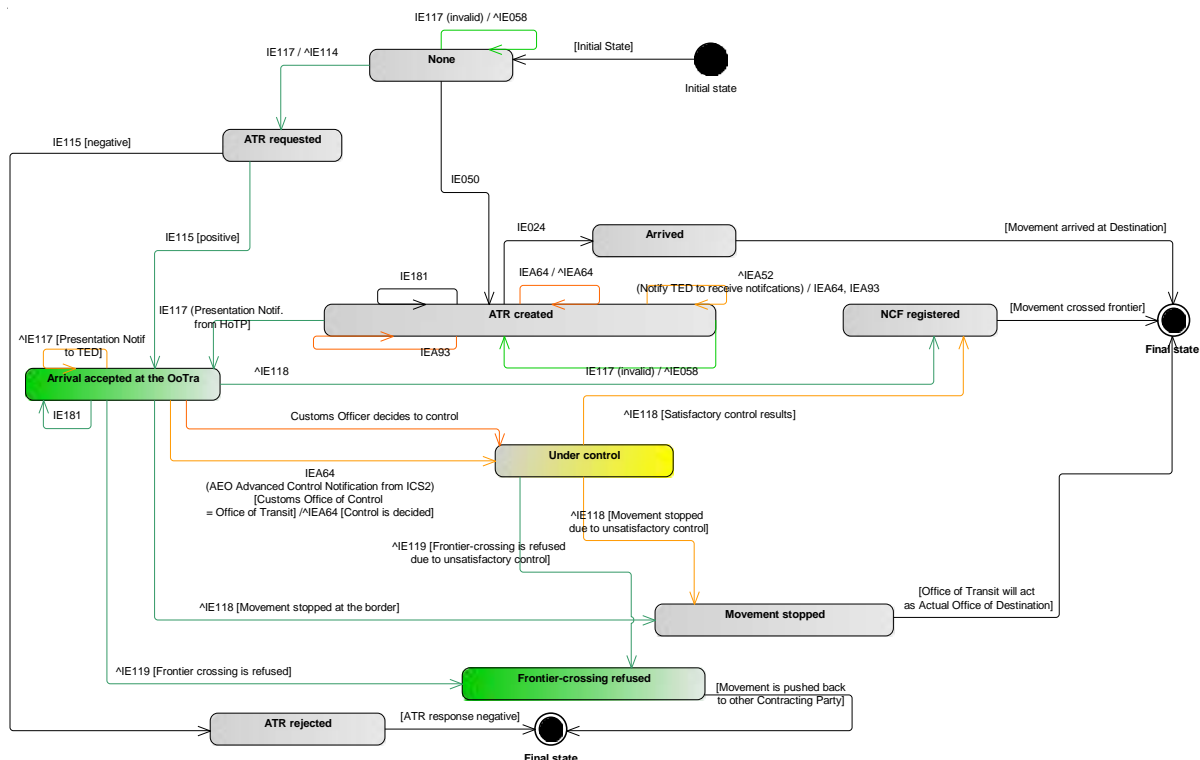 IE117 (invalid) / ^IE058
[Initial State]
IE117 / ^IE114
None
Initial state
ATR requested
IE115 [negative]
IE050
IE115 [positive]
IE024
Arrived
[Movement arrived at Destination]
IE181
IEA64 / ^IEA64
^IEA52
(Notify TED to receive notifcations) / IEA64, IEA93
IE117 (Presentation Notif.
from HoTP)
ATR created
NCF registered
[Movement crossed frontier]
Final state
^IE117 [Presentation Notif
to TED]
IEA93
IE117 (invalid) / ^IE058
Arrival accepted at the OoTra
^IE118
IE181
Customs Officer decides to control
^IE118 [Satisfactory control results]
Under control
IEA64
(AEO Advanced Control Notification from ICS2)
[Customs Office of Control
= Office of Transit] /^IEA64 [Control is decided]
^IE118 [Movement stopped
due to unsatisfactory control]
^IE119 [Frontier-crossing is refused
due to unsatisfactory control]
[Office of Transit will act
as Actual Office of Destination]
^IE118 [Movement stopped at the border]
Movement stopped
^IE119 [Frontier crossing is refused]
Frontier-crossing refused
[Movement is pushed back
to other Contracting Party]
ATR rejected
[ATR response negative]
Final state